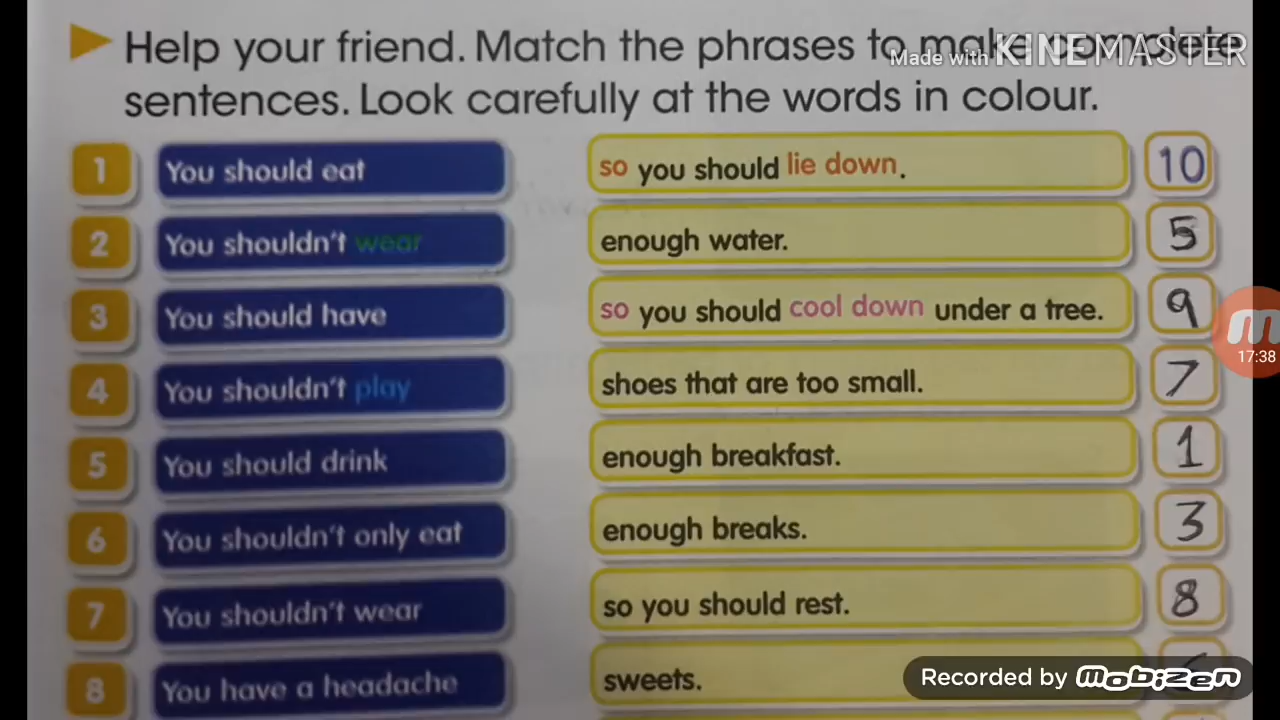 Help your friend. Match the phrases to make complete
Made with KINEMASTER
sentences. Look carefully at the words in colour.
1 You should eat so you should lie down. 10
2 You shouldn't wear enough water. 5
3 You should have so you should cool down under a tree. 9
17:38
4 You shouldn't play shoes that are too small. 7
5 You should drink enough breakfast. 1
6 You shouldn't only eat enough breaks. 3
7 You shouldn't wear so you should rest. 8
8 You have a headache sweets.
Recorded by mobizen